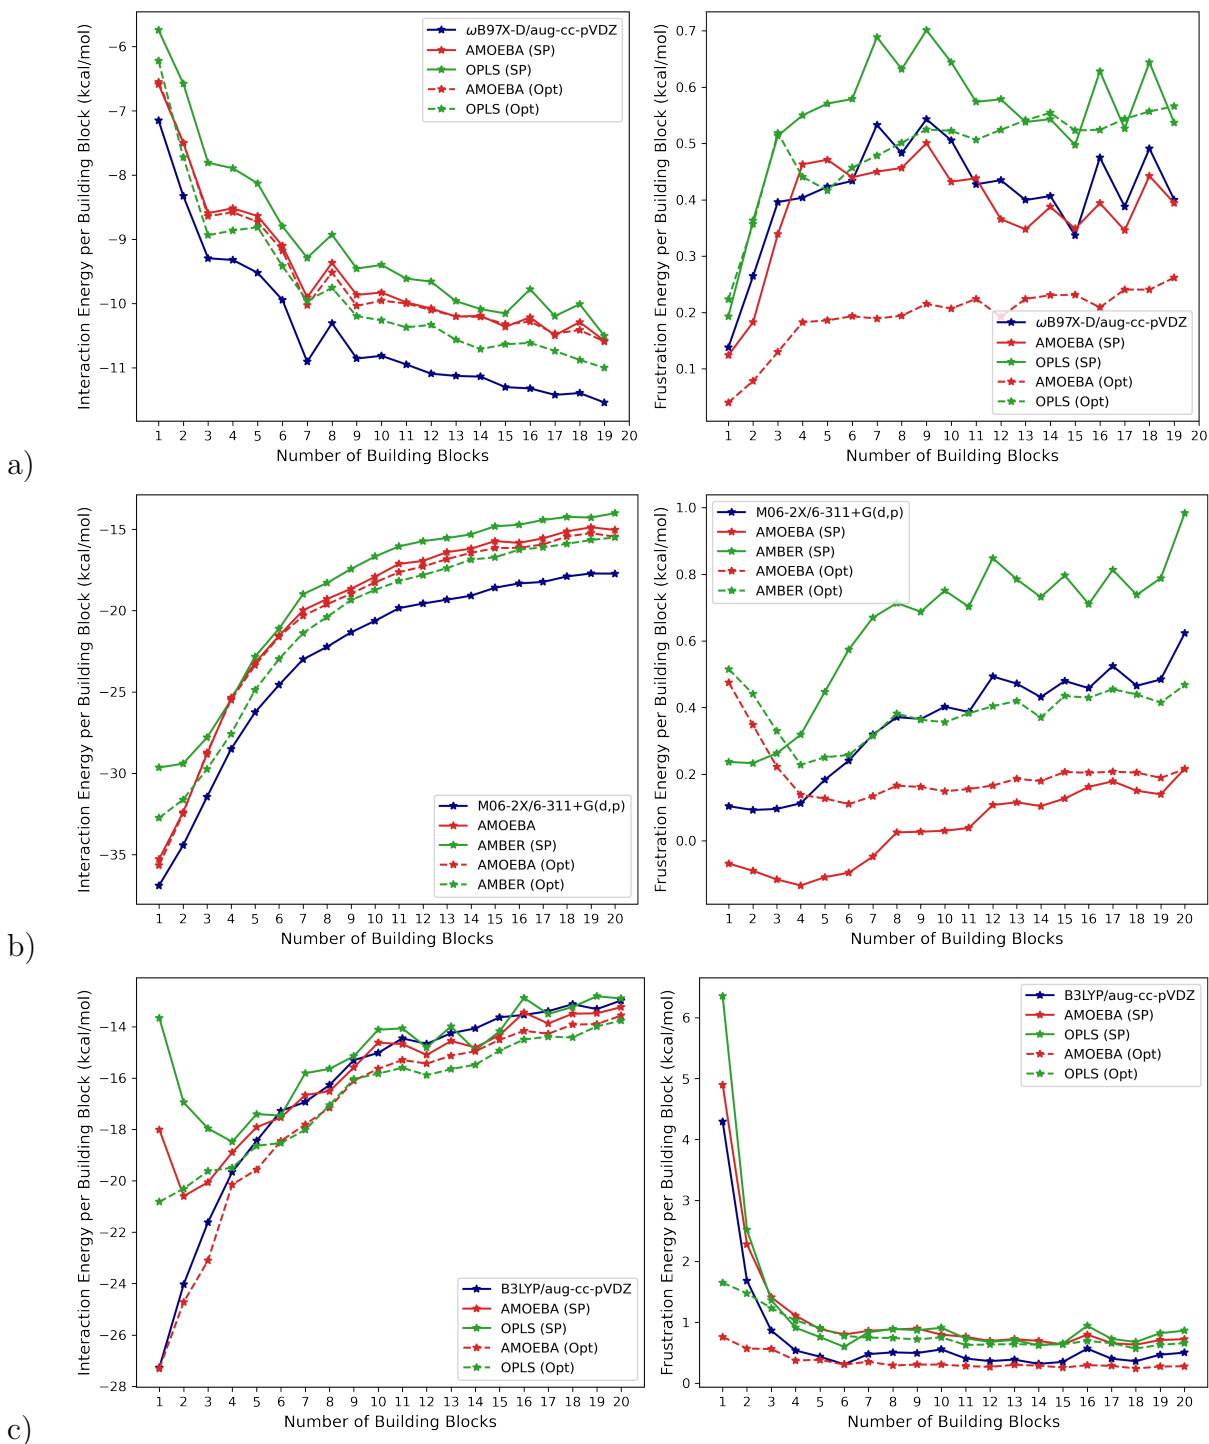 Interaction Energy per Building Block (kcal/mol)
−6
−7
−8
−9
−10
−11
ωB97X-D/aug-cc-pVDZ
AMOEBA (SP)
OPLS (SP)
AMOEBA (Opt)
OPLS (Opt)
1 2 3 4 5 6 7 8 9 10 11 12 13 14 15 16 17 18 19 20
Number of Building Blocks
Frustration Energy per Building Block (kcal/mol)
0.7
0.6
0.5
0.4
0.3
0.2
0.1
ωB97X-D/aug-cc-pVDZ
AMOEBA (SP)
OPLS (SP)
AMOEBA (Opt)
OPLS (Opt)
1 2 3 4 5 6 7 8 9 10 11 12 13 14 15 16 17 18 19 20
Number of Building Blocks
a)
Interaction Energy per Building Block (kcal/mol)
−15
−20
−25
−30
−35
M06-2X/6-311+G(d,p)
AMOEBA
AMBER (SP)
AMOEBA (Opt)
AMBER (Opt)
1 2 3 4 5 6 7 8 9 10 11 12 13 14 15 16 17 18 19 20
Number of Building Blocks
Frustration Energy per Building Block (kcal/mol)
1.0
0.8
0.6
0.4
0.2
0.0
M06-2X/6-311+G(d,p)
AMOEBA (SP)
AMBER (SP)
AMOEBA (Opt)
AMBER (Opt)
1 2 3 4 5 6 7 8 9 10 11 12 13 14 15 16 17 18 19 20
Number of Building Blocks
b)
Interaction Energy per Building Block (kcal/mol)
−14
−16
−18
−20
−22
−24
−26
−28
B3LYP/aug-cc-pVDZ
AMOEBA (SP)
OPLS (SP)
AMOEBA (Opt)
OPLS (Opt)
1 2 3 4 5 6 7 8 9 10 11 12 13 14 15 16 17 18 19 20
Number of Building Blocks
Frustration Energy per Building Block (kcal/mol)
6
5
4
3
2
1
0
B3LYP/aug-cc-pVDZ
AMOEBA (SP)
OPLS (SP)
AMOEBA (Opt)
OPLS (Opt)
1 2 3 4 5 6 7 8 9 10 11 12 13 14 15 16 17 18 19 20
Number of Building Blocks
c)